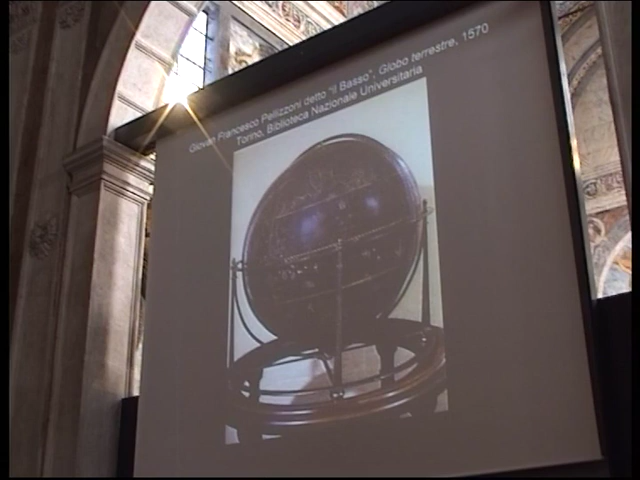 Giovan Francesco Pellizzoni detto "il Basso", Globo terrestre, 1570
Torino, Biblioteca Nazionale Universitaria